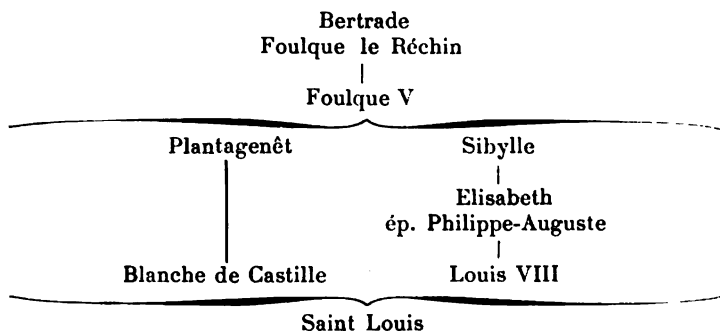 Bertrade
Foulque le Réchin
Foulque V
Plantagenêt Sibylle
Elisabeth
ép. Philippe-Auguste
Blanche de Castille Louis VIII
Saint Louis